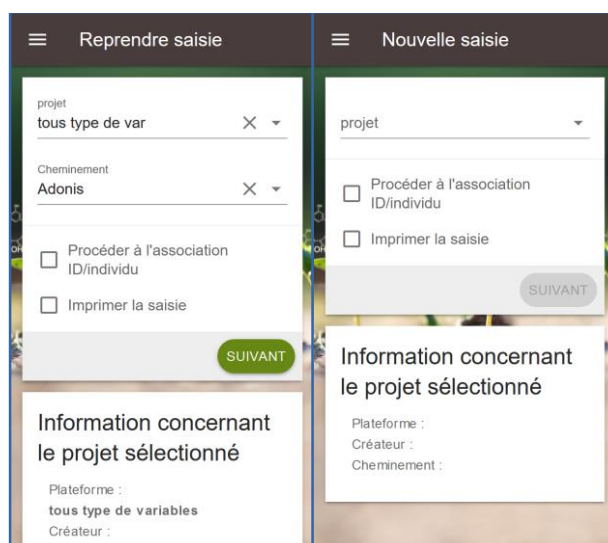 Reprendre saisie
projet
tous type de var
Cheminement
Adonis
Procéder à l'association
ID/individu
Imprimer la saisie
SUIVANT
Information concernant
le projet sélectionné
Plateforme :
tous type de variables
Créateur :
Nouvelle saisie
projet
Procéder à l'association
ID/individu
Imprimer la saisie
SUIVANT
Information concernant
le projet sélectionné
Plateforme :
Créateur :
Cheminement :